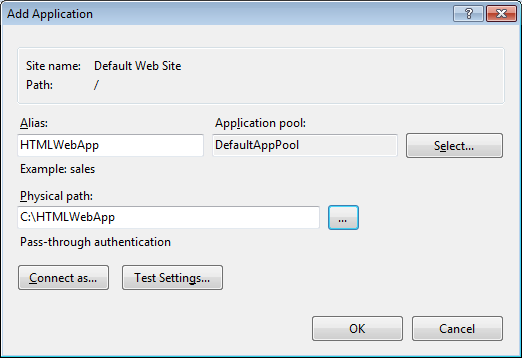 Add Application
?
Site name: Default Web Site
Path: /
Alias: Application pool:
HTMLWebApp DefaultAppPool Select...
Example: sales
Physical path:
C:\HTMLWebApp ...
Pass-through authentication
Connect as... Test Settings...
OK Cancel